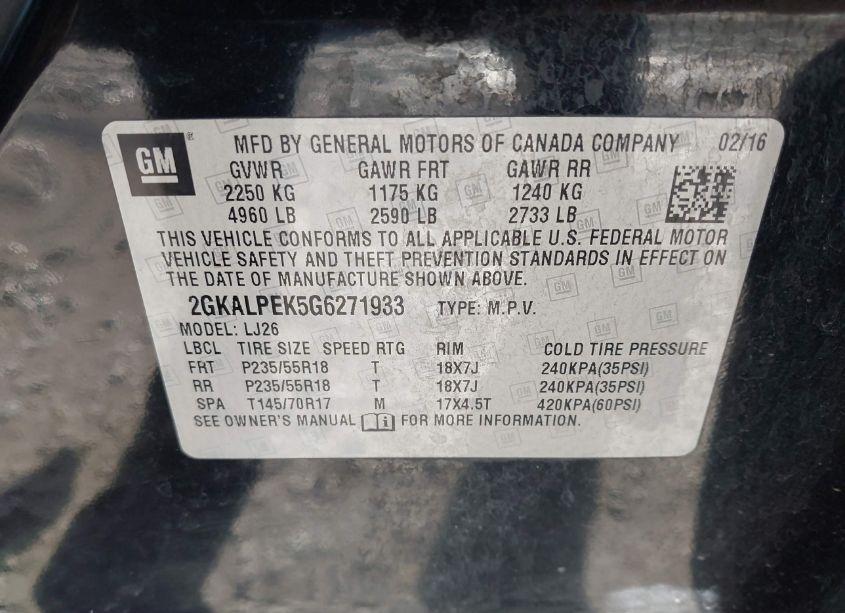 GM MFD BY GENERAL MOTORS OF CANADA COMPANY 02/16
GVWR GAWR FRT GAWR RR
2250 KG 1175 KG 1240 KG
4960 LB 2590 LB 2733 LB
THIS VEHICLE CONFORMS TO ALL APPLICABLE U.S. FEDERAL MOTOR
VEHICLE SAFETY AND THEFT PREVENTION STANDARDS IN EFFECT ON
THE DATE OF MANUFACTURE SHOWN ABOVE.
2GKALPEK5G6271933 TYPE: M.P.V.
MODEL: LJ26
LBCL TIRE SIZE SPEED RTG RIM COLD TIRE PRESSURE
FRT P235/55R18 T 18X7J 240KPA(35PSI)
RR P235/55R18 T 18X7J 240KPA(35PSI)
SPA T145/70R17 M 17X4.5T 420KPA(60PSI)
SEE OWNER'S MANUAL FOR MORE INFORMATION.